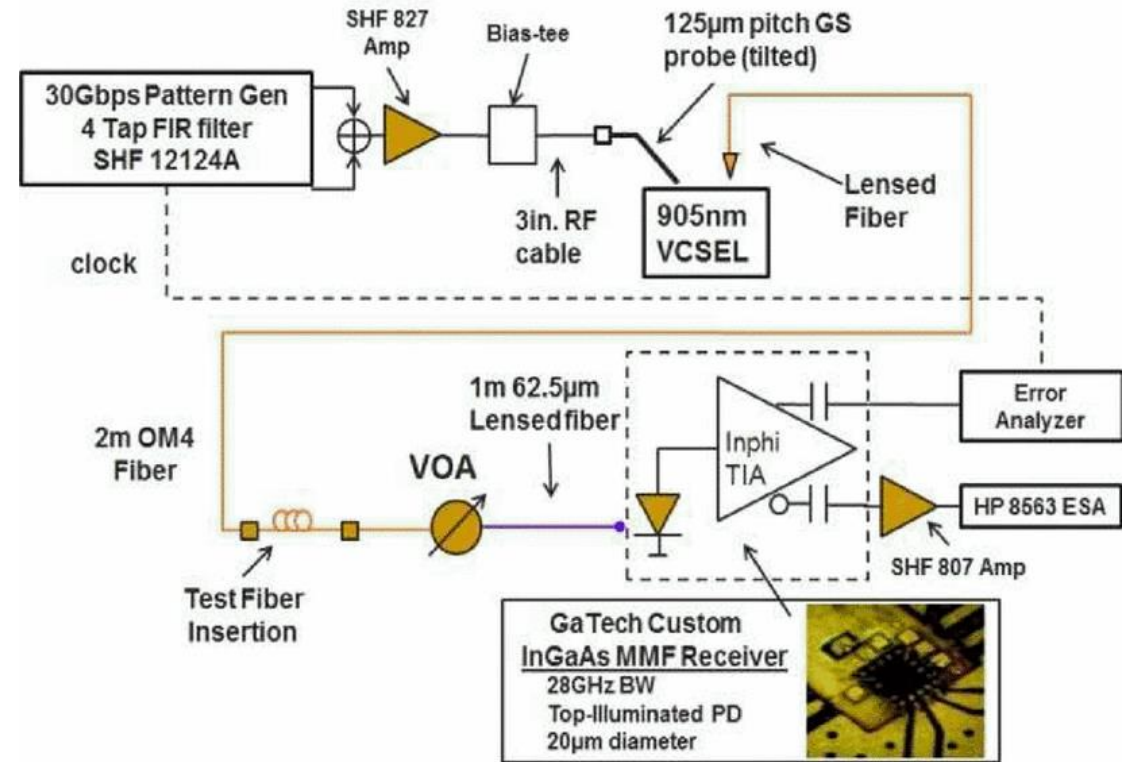 SHF 827
Amp
Bias-tee
125µm pitch GS
probe (tilted)
30Gbps Pattern Gen
4 Tap FIR filter
SHF 12124A
3in. RF
cable
905nm
VCSEL
Lensed
Fiber
clock
1m 62.5µm
Lensed fiber
2m OM4
Fiber
VOA
Inphi
TIA
Error
Analyzer
HP 8563 ESA
SHF 807 Amp
Test Fiber
Insertion
GaTech Custom
InGaAs MMF Receiver
28GHz BW
Top-Illuminated PD
20µm diameter